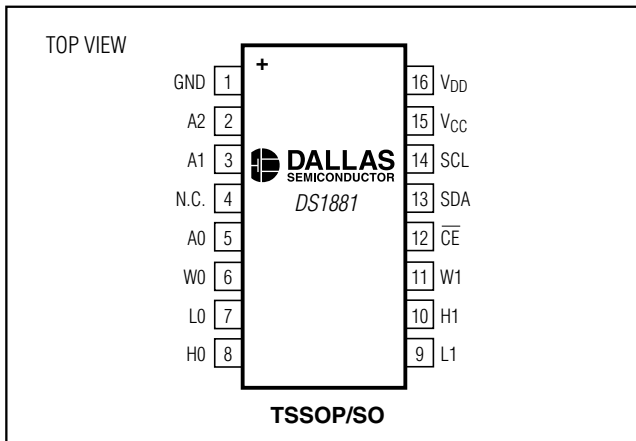 TOP VIEW
+
GND 1
A2 2
A1 3
N.C. 4
A0 5
W0 6
L0 7
H0 8
DALLAS
SEMICONDUCTOR
DS1881
16 VDD
15 VCC
14 SCL
13 SDA
12 C̅E̅
11 W1
10 H1
9 L1
TSSOP/SO